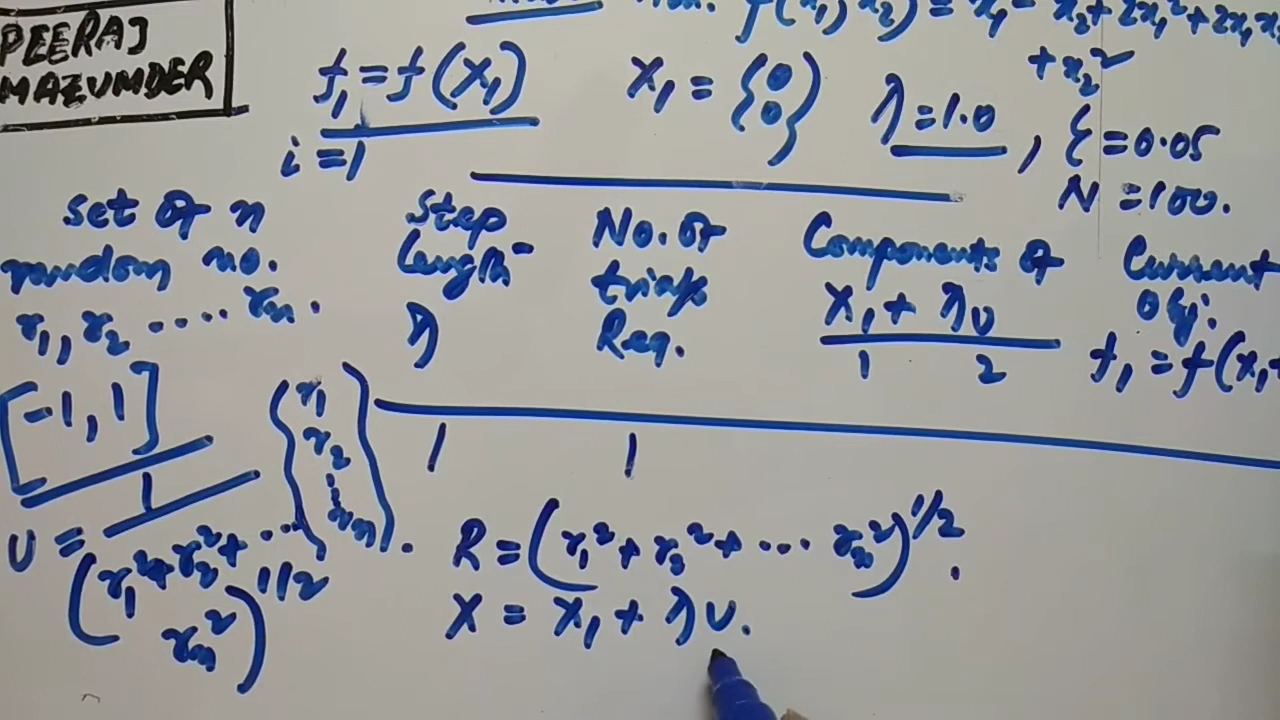 PEERAJ
MAZUMDER
f(x₁, x₂) = x₁ - x₂ + 2x₁² + 2x₁x₂
+ x₂²
f₁ = f(X₁)
i = 1
X₁ = {0
0}
λ = 1.0, ε = 0.05
N = 100.
set of n
random no.
r₁, r₂ .... rₙ.
[-1, 1]
Step
length
λ
No. of
trials
Req.
Components of
X₁ + λu
1 2
Current
Obj.
f₁ = f(X₁+
1 1
u = 1 / (r₁² + r₂² + ... rₙ²)^1/2 {r₁ r₂ : rₙ}.
R = (r₁² + r₂² + ... rₙ²)^1/2.
X = X₁ + λu.